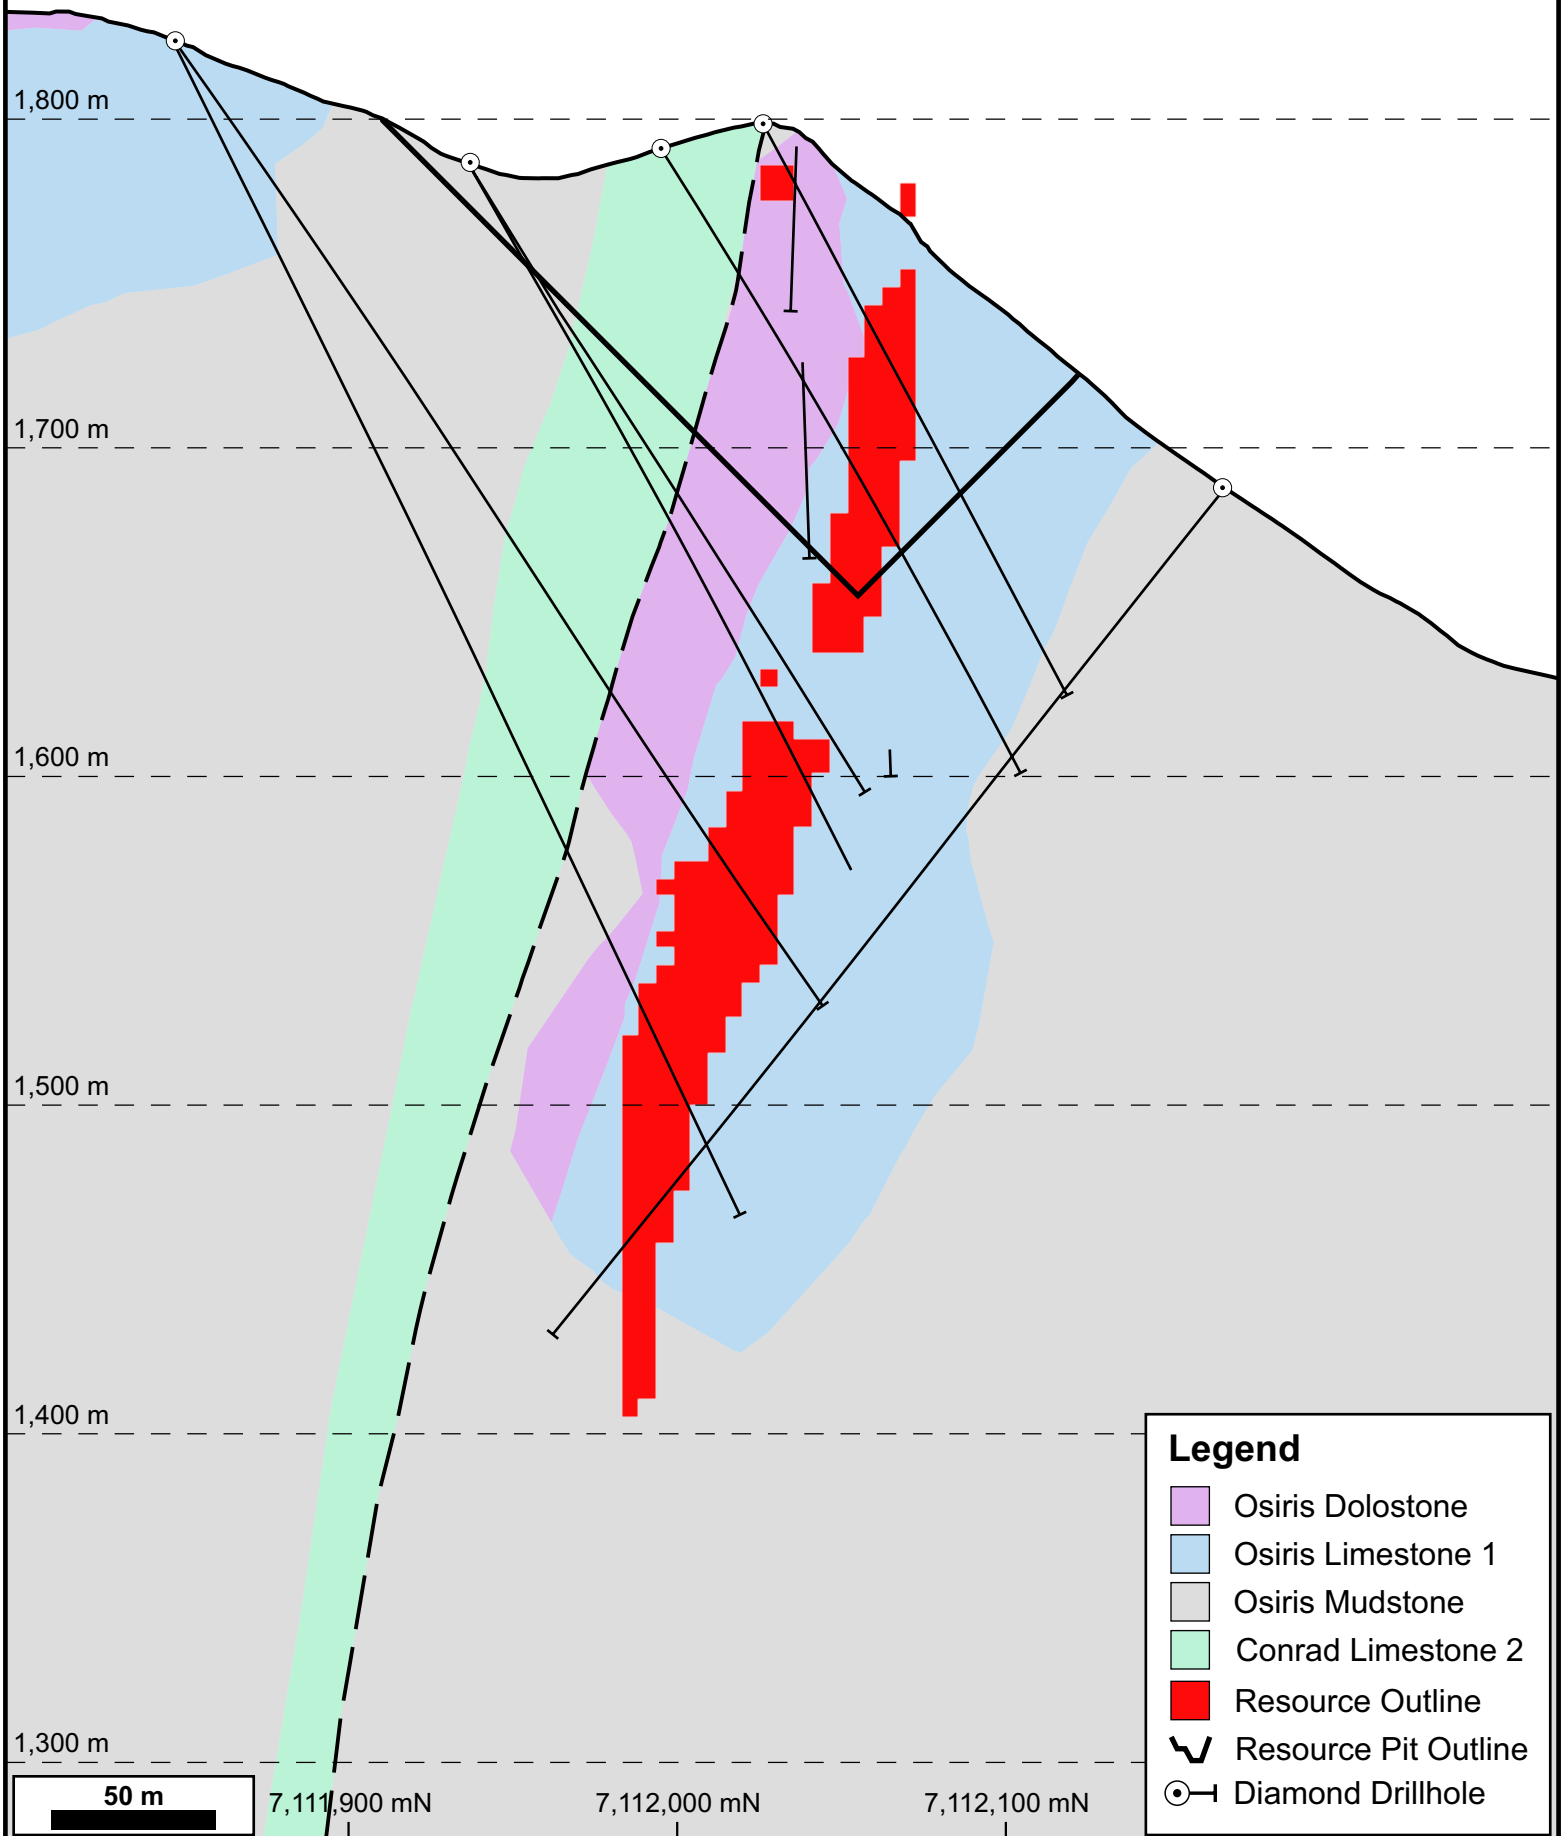 1,800 m
1,700 m
1,600 m
1,500 m
1,400 m
1,300 m
50 m
7,111,900 mN
7,112,000 mN
7,112,100 mN
Legend
Osiris Dolostone
Osiris Limestone 1
Osiris Mudstone
Conrad Limestone 2
Resource Outline
Resource Pit Outline
Diamond Drillhole